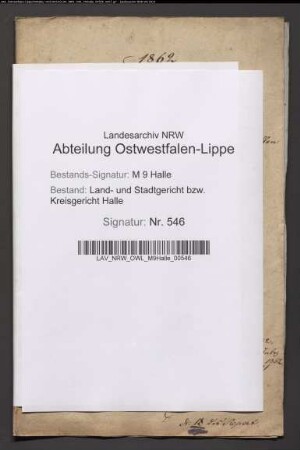 1862
Landesarchiv NRW
Abteilung Ostwestfalen-Lippe
Bestands-Signatur: M 9 Halle
Bestand: Land- und Stadtgericht bzw.
Kreisgericht Halle
Signatur: Nr. 546
LAV_NRW_OWL_M9Halle_00546